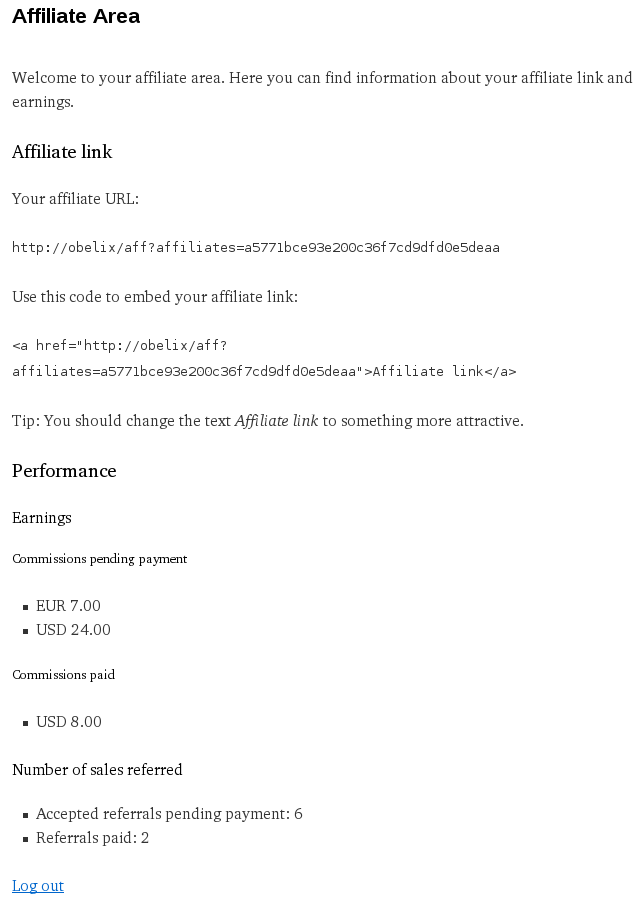 Affiliate Area
Welcome to your affiliate area. Here you can find information about your affiliate link and
earnings.
Affiliate link
Your affiliate URL:
http://obelix/aff?affiliates=a5771bce93e200c36f7cd9dfd0e5deaa
Use this code to embed your affiliate link:
<a href="http://obelix/aff?
affiliates=a5771bce93e200c36f7cd9dfd0e5deaa">Affiliate link</a>
Tip: You should change the text Affiliate link to something more attractive.
Performance
Earnings
Commissions pending payment
EUR 7.00
USD 24.00
Commissions paid
USD 8.00
Number of sales referred
Accepted referrals pending payment: 6
Referrals paid: 2
Log out